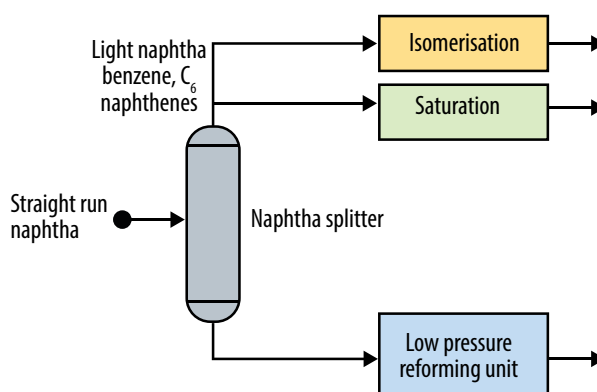 Light naphtha
benzene, C6
naphthenes
Isomerisation
Saturation
Straight run
naphtha
Naphtha splitter
Low pressure
reforming unit